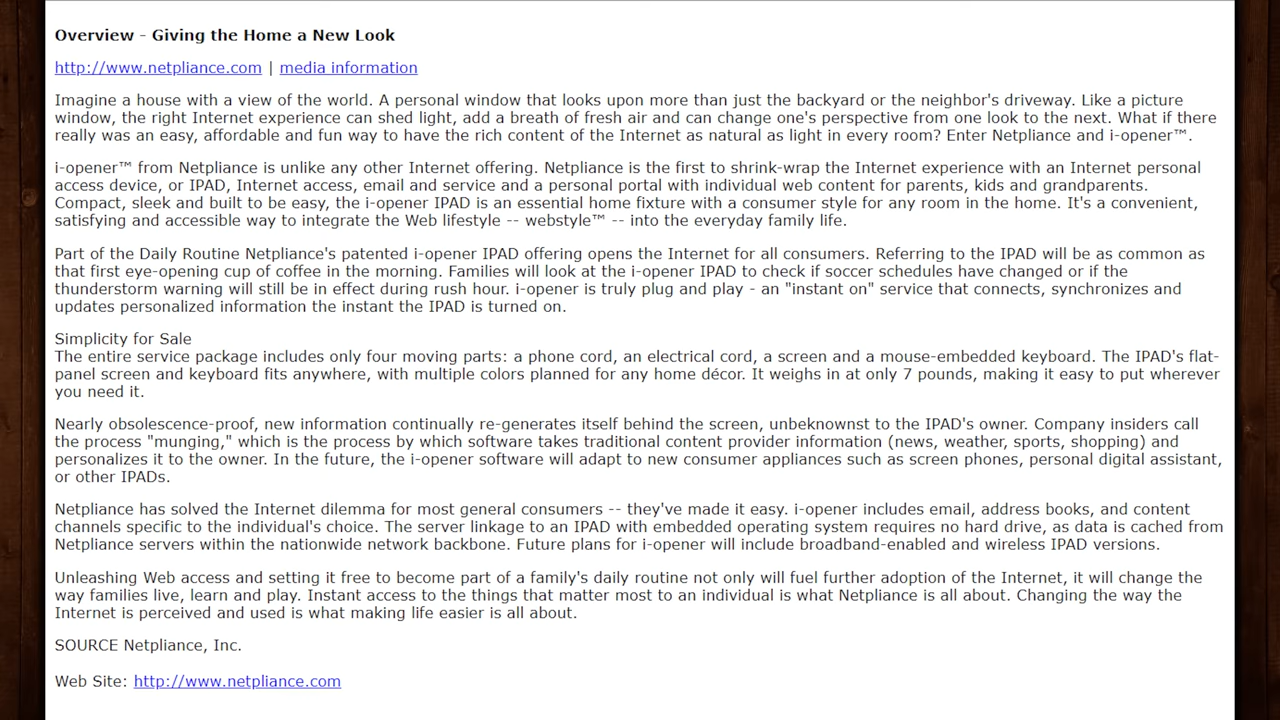 Overview - Giving the Home a New Look
http://www.netpliance.com | media information
Imagine a house with a view of the world. A personal window that looks upon more than just the backyard or the neighbor's driveway. Like a picture
window, the right Internet experience can shed light, add a breath of fresh air and can change one's perspective from one look to the next. What if there
really was an easy, affordable and fun way to have the rich content of the Internet as natural as light in every room? Enter Netpliance and i-opener™.
i-opener™ from Netpliance is unlike any other Internet offering. Netpliance is the first to shrink-wrap the Internet experience with an Internet personal
access device, or IPAD, Internet access, email and service and a personal portal with individual web content for parents, kids and grandparents.
Compact, sleek and built to be easy, the i-opener IPAD is an essential home fixture with a consumer style for any room in the home. It's a convenient,
satisfying and accessible way to integrate the Web lifestyle -- webstyle™ -- into the everyday family life.
Part of the Daily Routine Netpliance's patented i-opener IPAD offering opens the Internet for all consumers. Referring to the IPAD will be as common as
that first eye-opening cup of coffee in the morning. Families will look at the i-opener IPAD to check if soccer schedules have changed or if the
thunderstorm warning will still be in effect during rush hour. i-opener is truly plug and play - an "instant on" service that connects, synchronizes and
updates personalized information the instant the IPAD is turned on.
Simplicity for Sale
The entire service package includes only four moving parts: a phone cord, an electrical cord, a screen and a mouse-embedded keyboard. The IPAD's flat-
panel screen and keyboard fits anywhere, with multiple colors planned for any home décor. It weighs in at only 7 pounds, making it easy to put wherever
you need it.
Nearly obsolescence-proof, new information continually re-generates itself behind the screen, unbeknownst to the IPAD's owner. Company insiders call
the process "munging," which is the process by which software takes traditional content provider information (news, weather, sports, shopping) and
personalizes it to the owner. In the future, the i-opener software will adapt to new consumer appliances such as screen phones, personal digital assistant,
or other IPADs.
Netpliance has solved the Internet dilemma for most general consumers -- they've made it easy. i-opener includes email, address books, and content
channels specific to the individual's choice. The server linkage to an IPAD with embedded operating system requires no hard drive, as data is cached from
Netpliance servers within the nationwide network backbone. Future plans for i-opener will include broadband-enabled and wireless IPAD versions.
Unleashing Web access and setting it free to become part of a family's daily routine not only will fuel further adoption of the Internet, it will change the
way families live, learn and play. Instant access to the things that matter most to an individual is what Netpliance is all about. Changing the way the
Internet is perceived and used is what making life easier is all about.
SOURCE Netpliance, Inc.
Web Site: http://www.netpliance.com